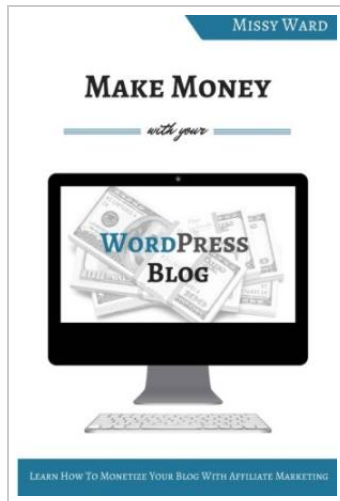 MISSY WARD
MAKE MONEY
with your
WORDPRESS
BLOG
LEARN HOW TO MONETIZE YOUR BLOG WITH AFFILIATE MARKETING